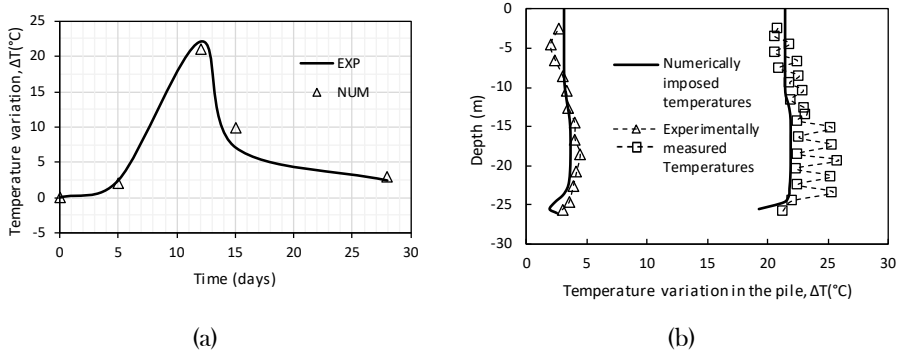 Temperature variation, ΔT(°C)
25
20
15
10
5
0
-5
0 5 10 15 20 25 30
Time (days)
EXP
NUM
(a)
Depth (m)
0
-5
-10
-15
-20
-25
-30
0 5 10 15 20 25 30
Temperature variation in the pile, ΔT(°C)
Numerically
imposed
temperatures
Experimentally
measured
Temperatures
(b)